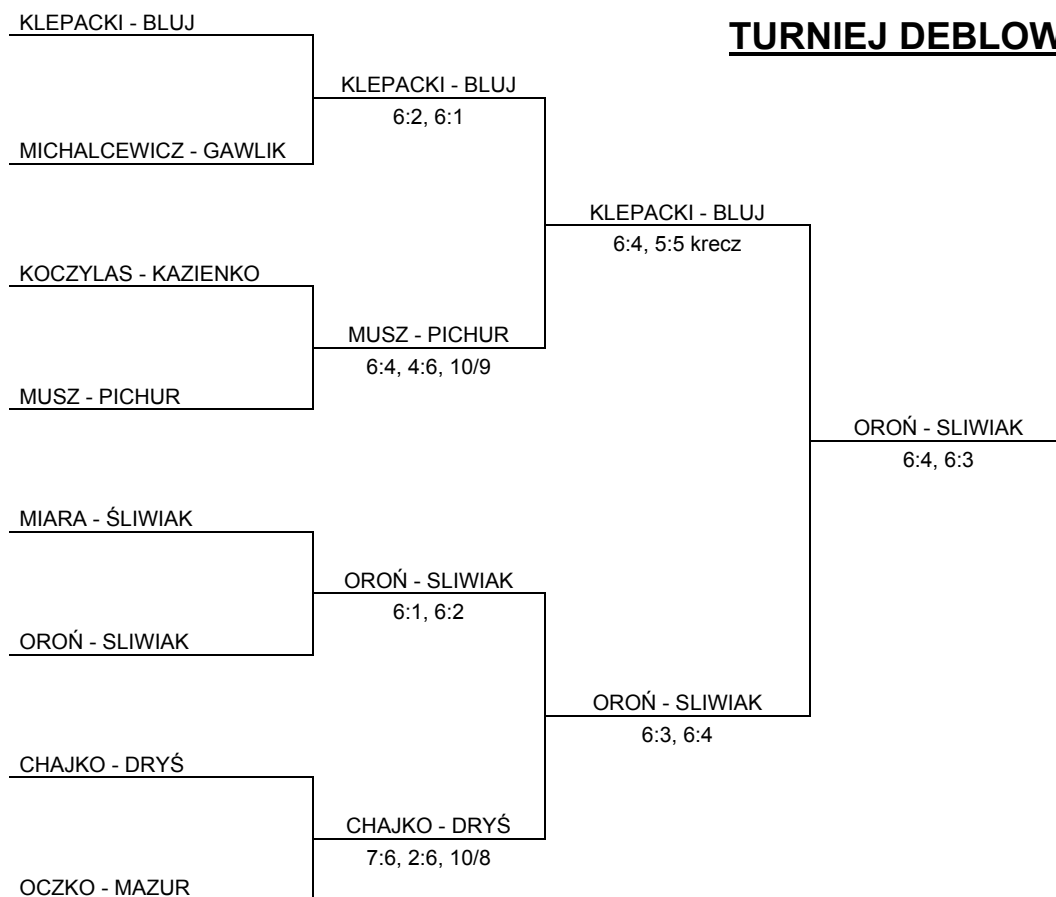 KLEPACKI - BLUJ
TURNIEJ DEBLOW
KLEPACKI - BLUJ
6:2, 6:1
MICHALCEWICZ - GAWLIK
KLEPACKI - BLUJ
6:4, 5:5 krecz
KOCZYLAS - KAZIENKO
MUSZ - PICHUR
6:4, 4:6, 10/9
MUSZ - PICHUR
OROŃ - SLIWIAK
6:4, 6:3
MIARA - ŚLIWIAK
OROŃ - SLIWIAK
6:1, 6:2
OROŃ - SLIWIAK
OROŃ - SLIWIAK
6:3, 6:4
CHAJKO - DRYŚ
CHAJKO - DRYŚ
7:6, 2:6, 10/8
OCZKO - MAZUR